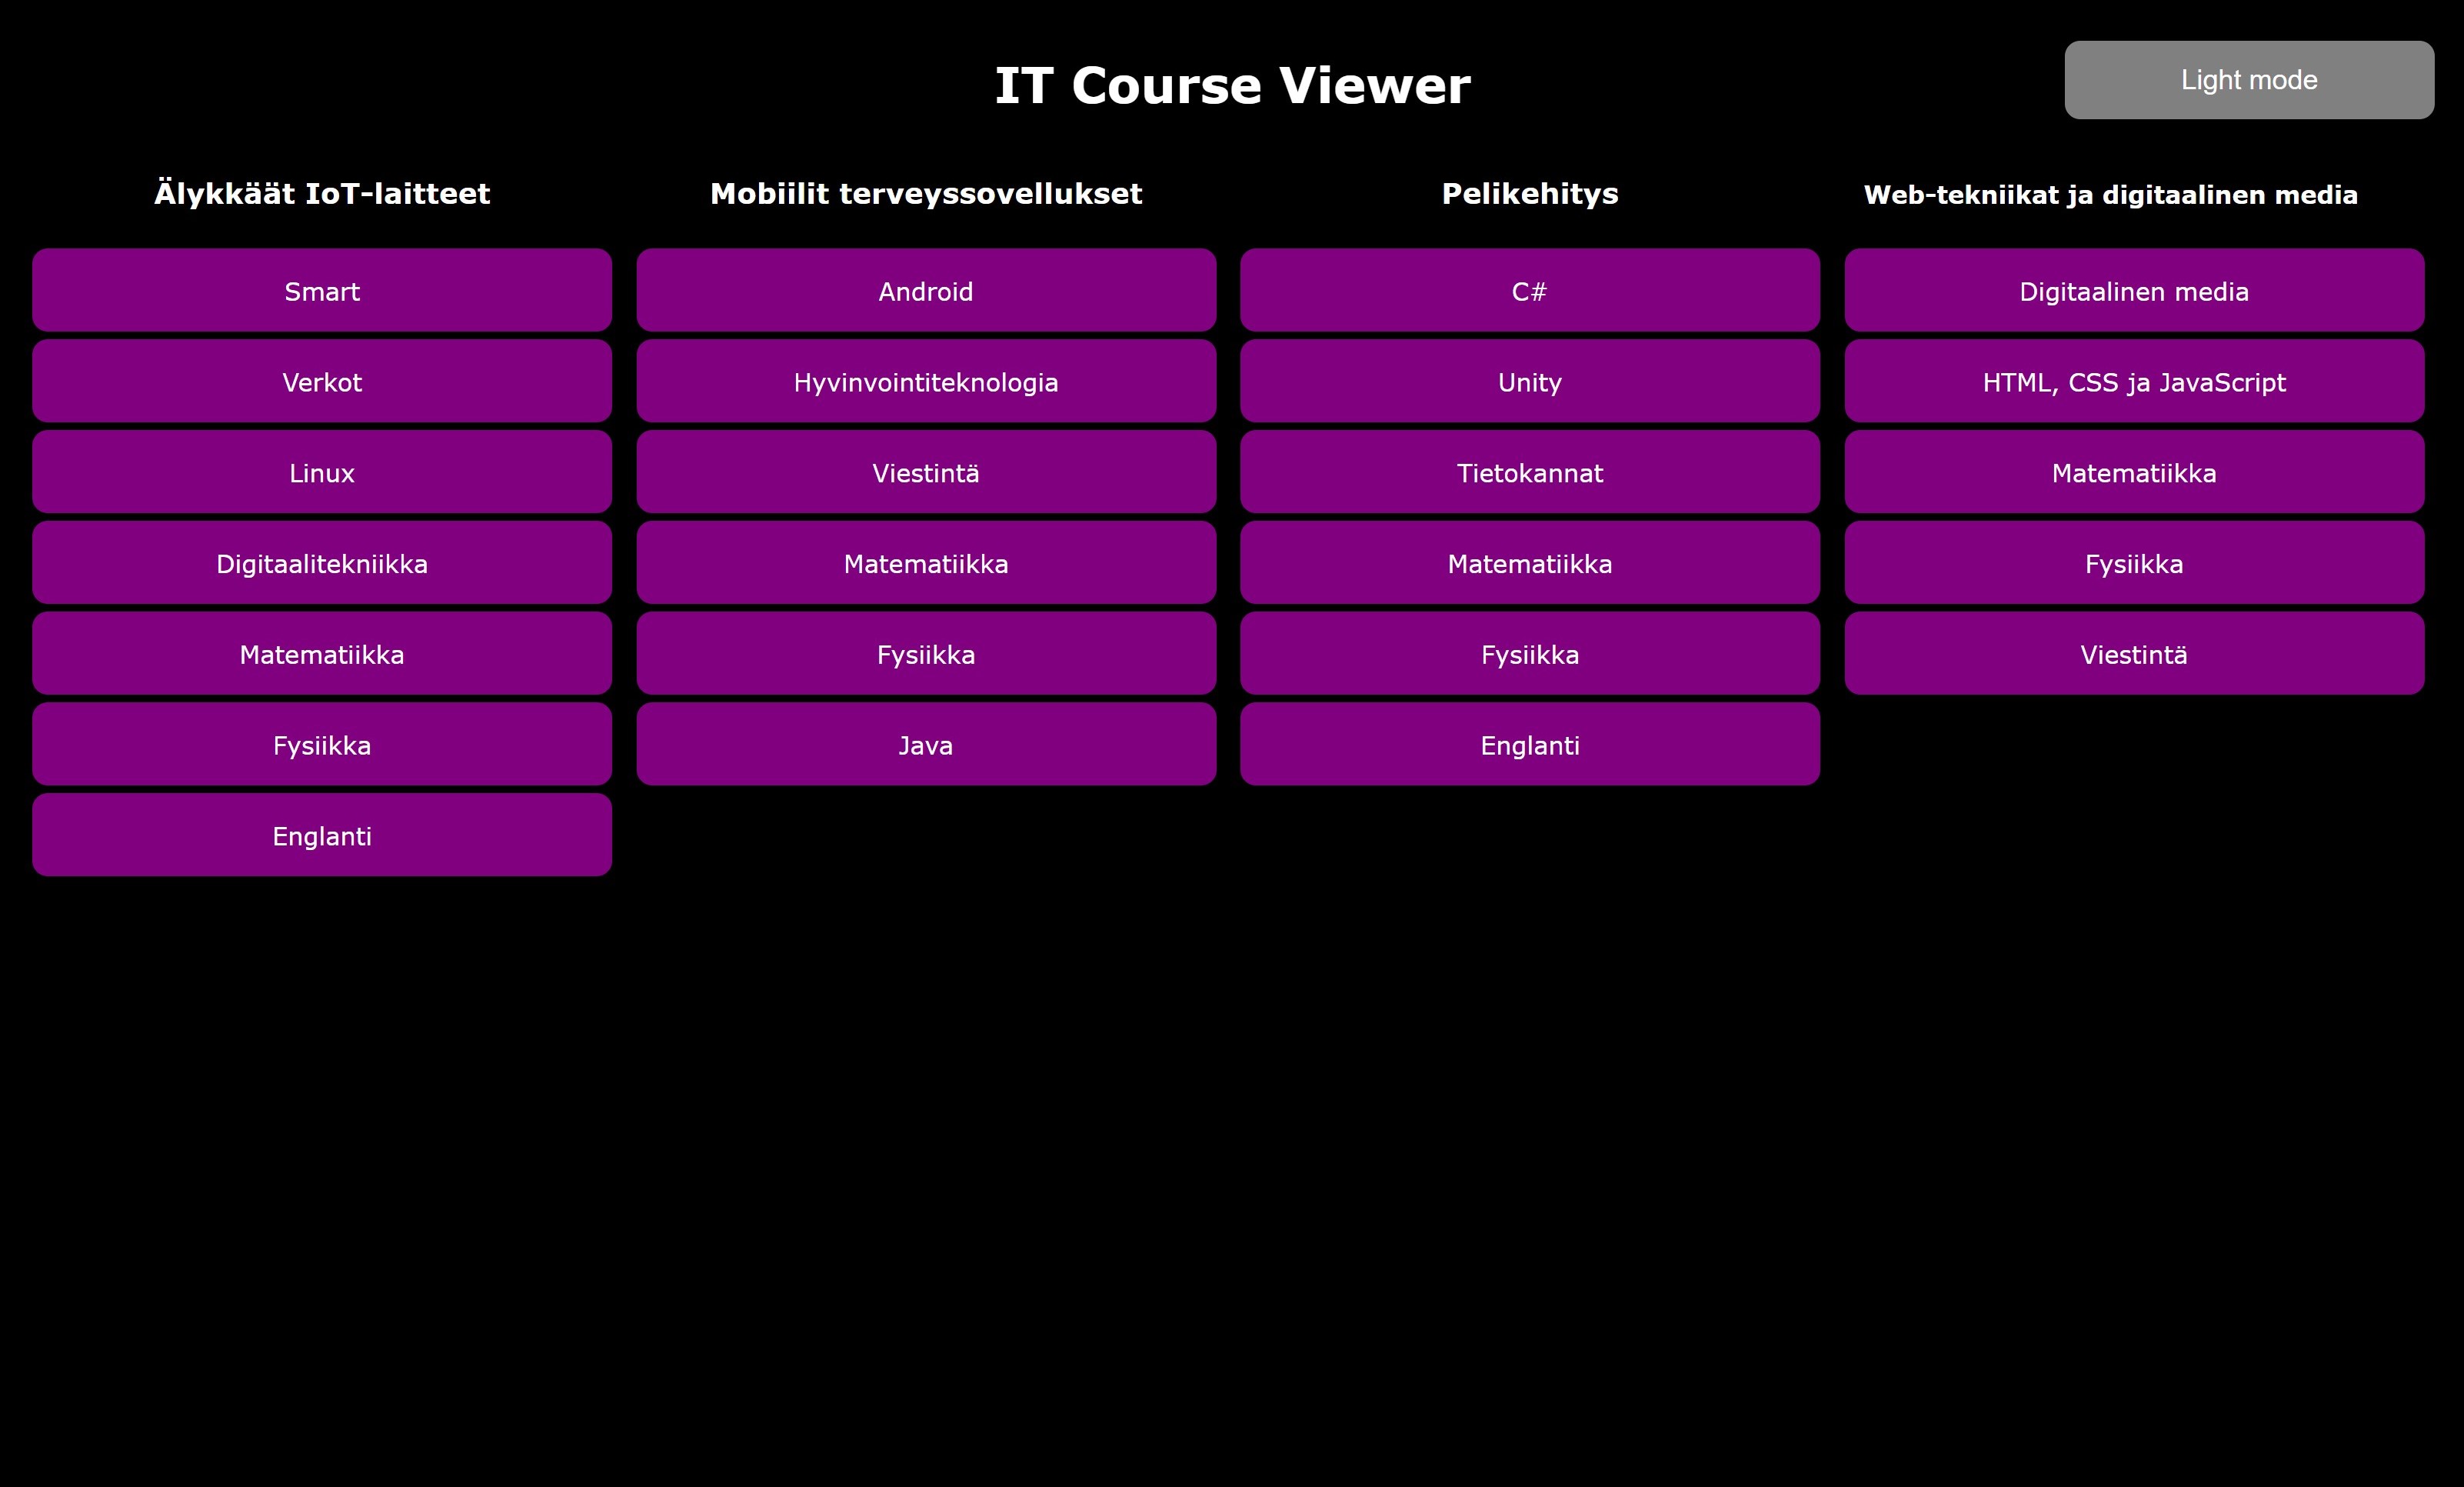 IT Course Viewer
Light mode
Älykkäät IoT-laitteet
Smart
Verkot
Linux
Digitaalitekniikka
Matematiikka
Fysiikka
Englanti
Mobiilit terveyssovellukset
Android
Hyvinvointiteknologia
Viestintä
Matematiikka
Fysiikka
Java
Pelikehitys
C#
Unity
Tietokannat
Matematiikka
Fysiikka
Englanti
Web-tekniikat ja digitaalinen media
Digitaalinen media
HTML, CSS ja JavaScript
Matematiikka
Fysiikka
Viestintä